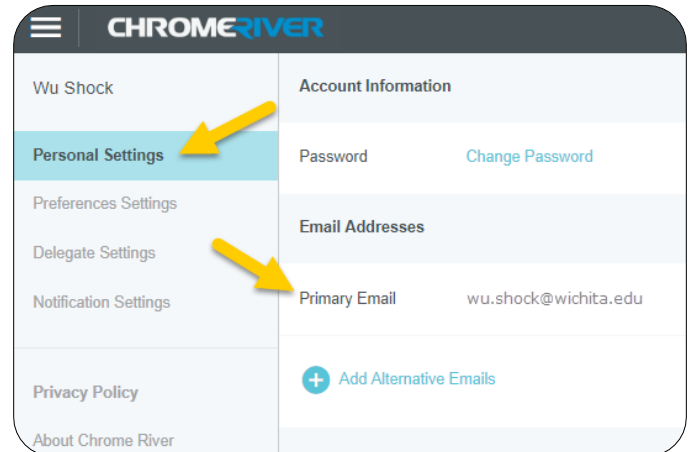 CHROMERIVER
Wu Shock
Personal Settings
Preferences Settings
Delegate Settings
Notification Settings
Privacy Policy
About Chrome River
Account Information
Password Change Password
Email Addresses
Primary Email wu.shock@wichita.edu
Add Alternative Emails